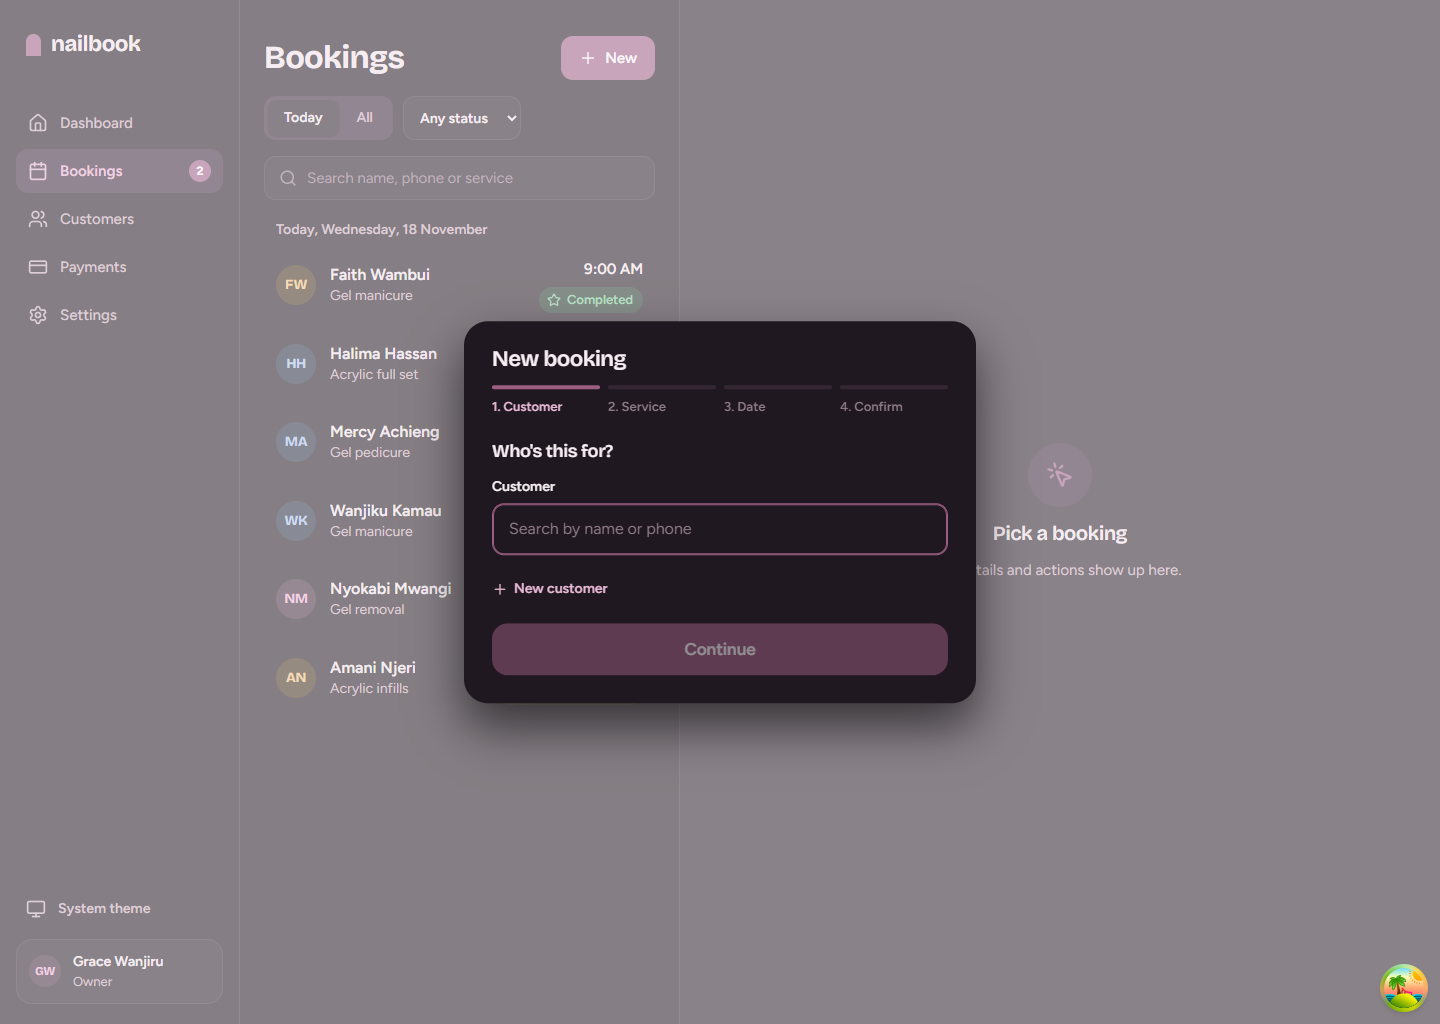 nailbook
Dashboard
Bookings
2
Customers
Payments
Settings
System theme
GW
Grace Wanjiru
Owner
Bookings
New
Today
All
Any status
Search name, phone or service
Today, Wednesday, 18 November
FW
Faith Wambui
Gel manicure
9:00 AM
Completed
HH
Halima Hassan
Acrylic full set
MA
Mercy Achieng
Gel pedicure
WK
Wanjiku Kamau
Gel manicure
NM
Nyokabi Mwangi
Gel removal
AN
Amani Njeri
Acrylic infills
New booking
1. Customer
2. Service
3. Date
4. Confirm
Who's this for?
Customer
Search by name or phone
New customer
Continue
Pick a booking
tails and actions show up here.